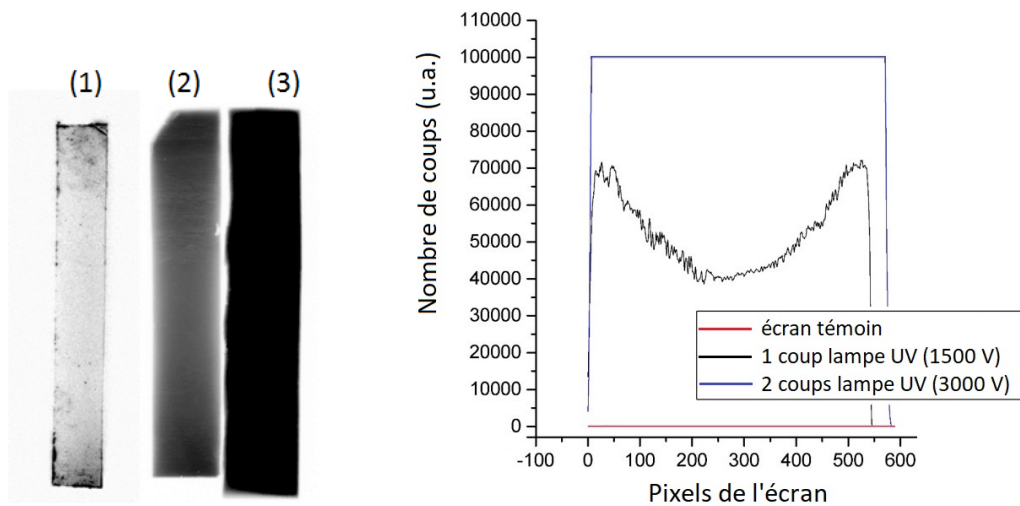 (1) (2) (3)
Nombre de coups (u.a.)
110000
100000
90000
80000
70000
60000
50000
40000
30000
20000
10000
0
écran témoin
1 coup lampe UV (1500 V)
2 coups lampe UV (3000 V)
-100 0 100 200 300 400 500 600
Pixels de l'écran